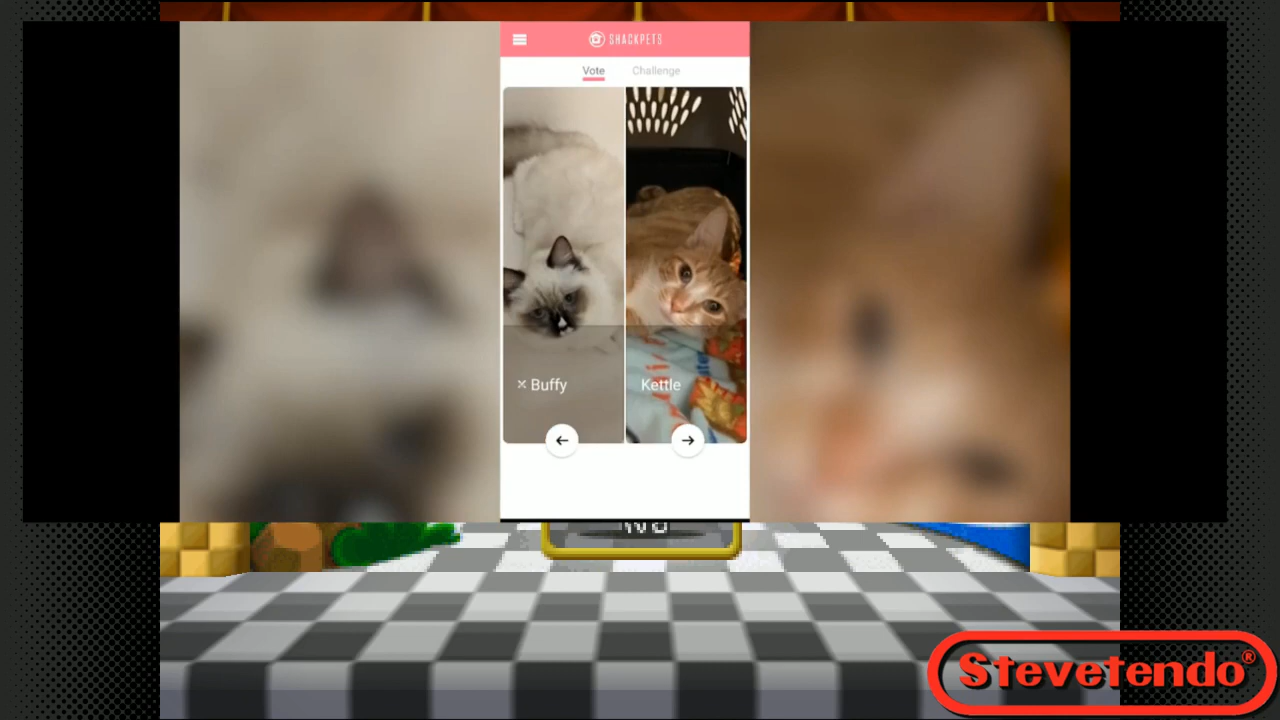 SHACKPETS
Vote
Challenge
× Buffy
Kettle
Stevetendo®